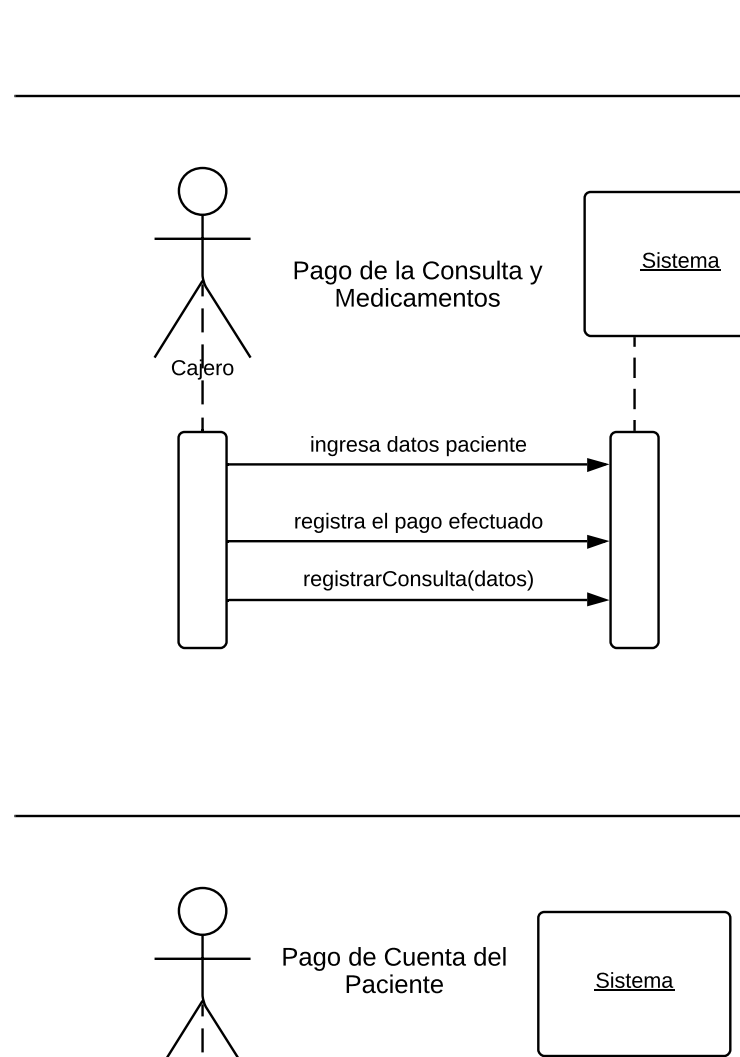 Pago de la Consulta y
Medicamentos
Sistema
Cajero
ingresa datos paciente
registra el pago efectuado
registrarConsulta(datos)
Pago de Cuenta del
Paciente
Sistema